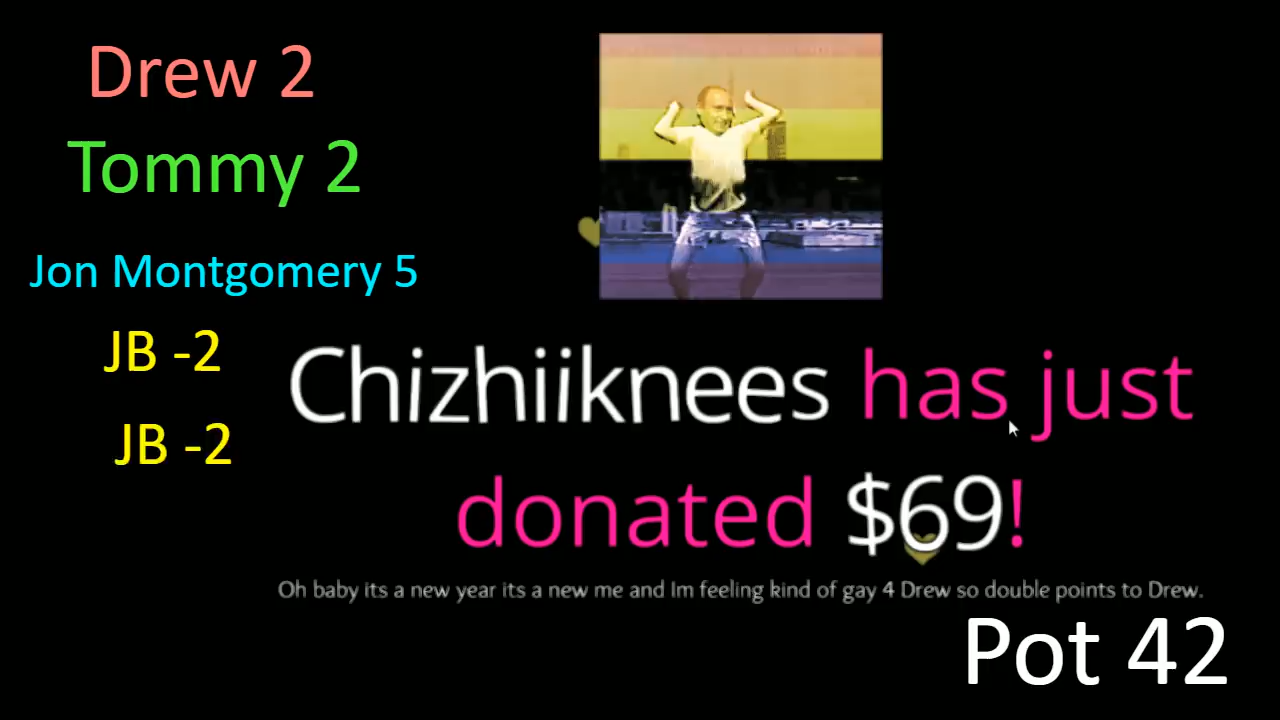 Drew 2
Tommy 2
Jon Montgomery 5
JB -2
JB -2
Chizhiiknees has just
donated $69!
Oh baby its a new year its a new me and Im feeling kind of gay 4 Drew so double points to Drew.
Pot 42